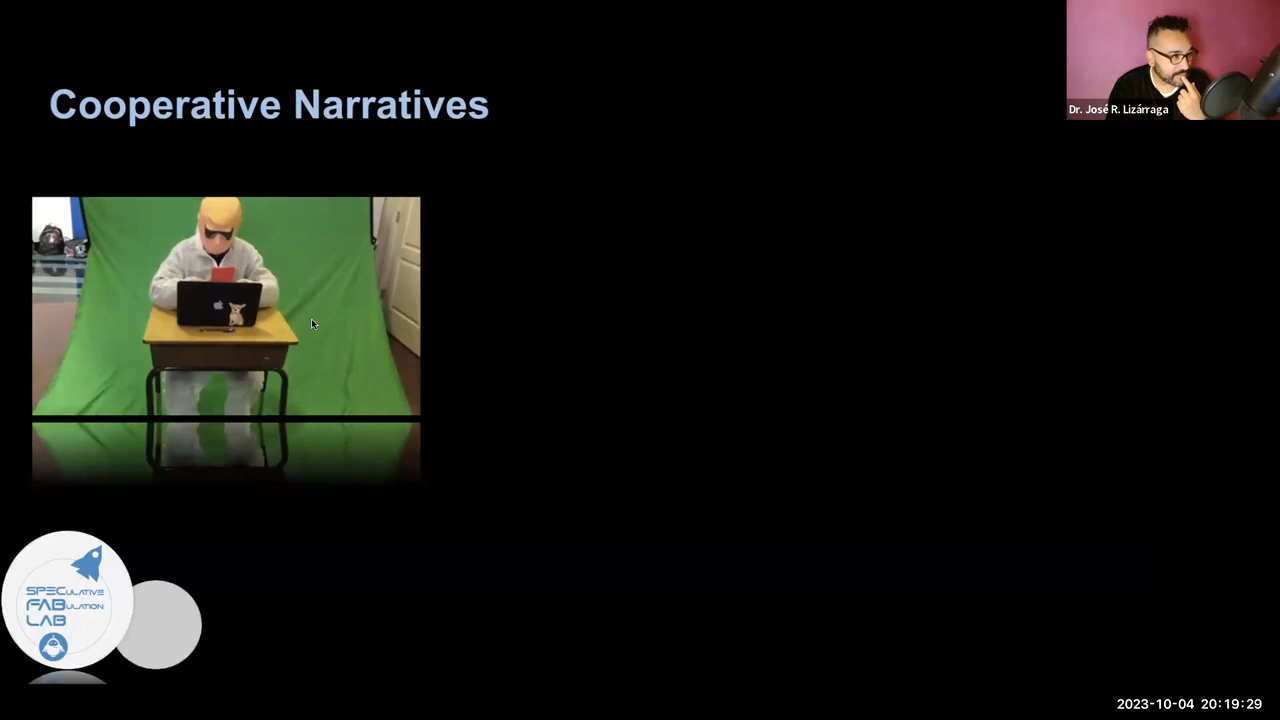 Cooperative Narratives
Dr. José R. Lizárraga
SPECULATIVE
FABULATION
LAB
2023-10-04 20:19:29